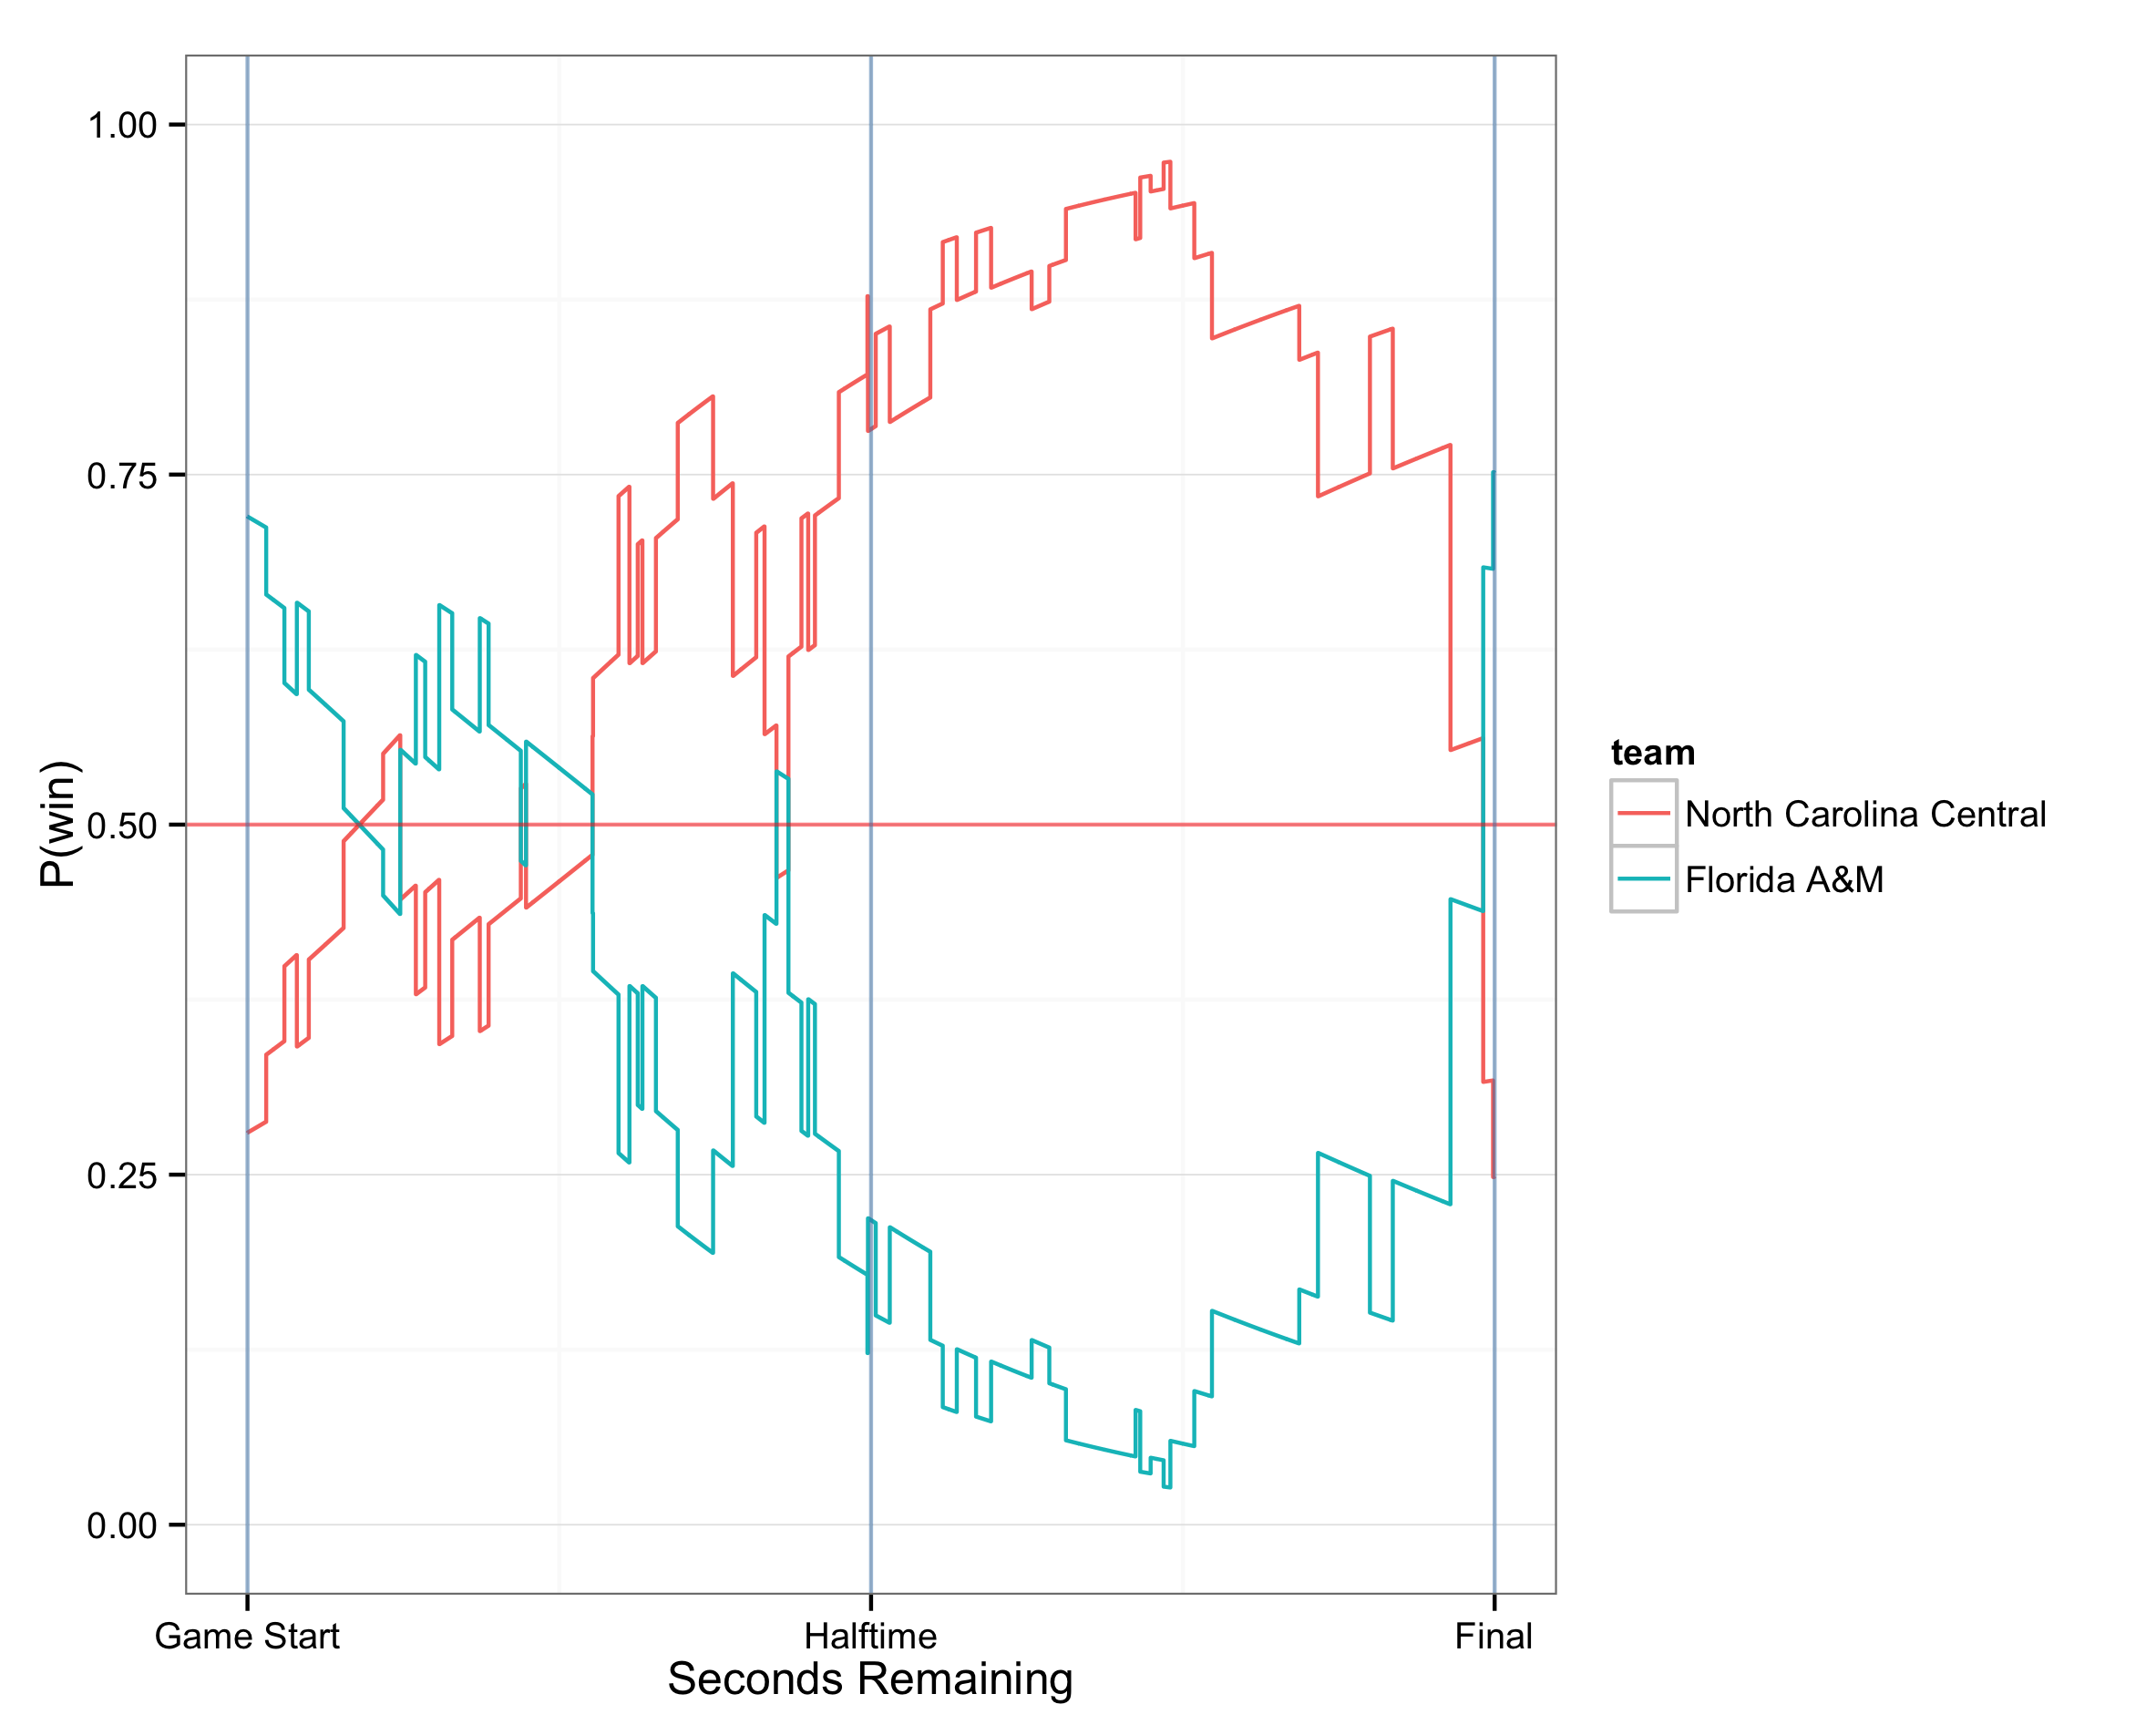 1.00
0.75
0.50
0.25
0.00
P(win)
Game Start
Halftime
Final
Seconds Remaining
team
North Carolina Central
Florida A&M